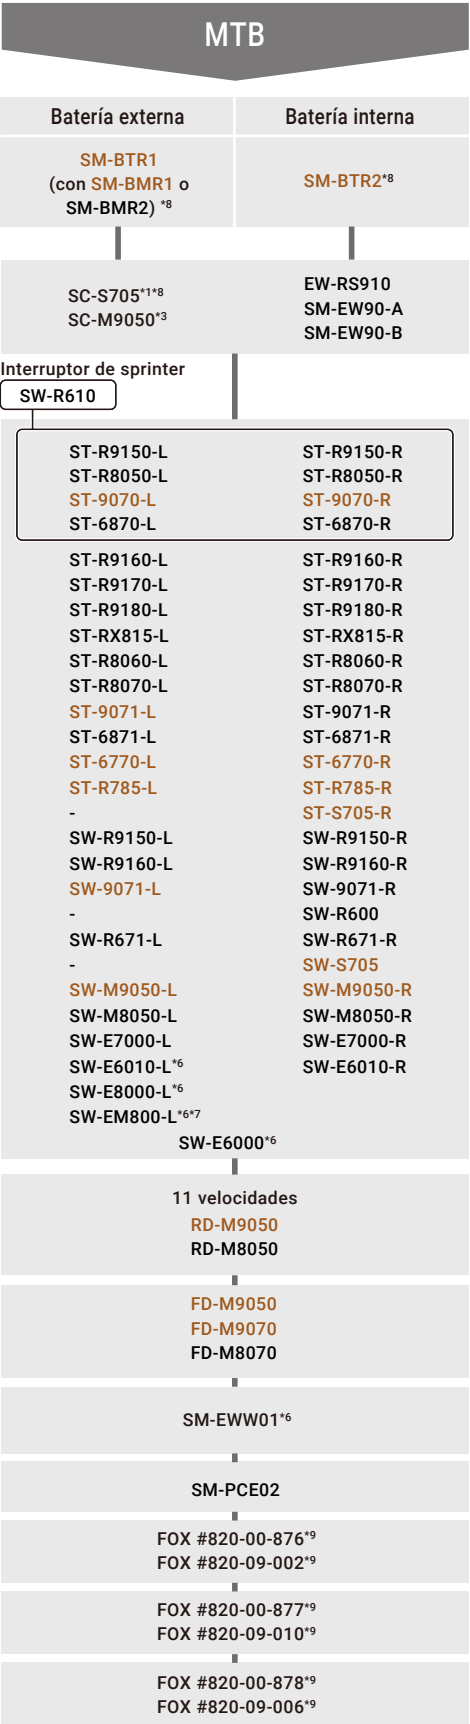 MTB
Batería externa
Batería interna
SM-BTR1
(con SM-BMR1 o
SM-BMR2) *8
SM-BTR2*8
SC-S705*1*8
SC-M9050*3
EW-RS910
SM-EW90-A
SM-EW90-B
Interruptor de sprinter
SW-R610
ST-R9150-L ST-R9150-R
ST-R8050-L ST-R8050-R
ST-9070-L ST-9070-R
ST-6870-L ST-6870-R
ST-R9160-L ST-R9160-R
ST-R9170-L ST-R9170-R
ST-R9180-L ST-R9180-R
ST-RX815-L ST-RX815-R
ST-R8060-L ST-R8060-R
ST-R8070-L ST-R8070-R
ST-9071-L ST-9071-R
ST-6871-L ST-6871-R
ST-6770-L ST-6770-R
ST-R785-L ST-R785-R
- ST-S705-R
SW-R9150-L SW-R9150-R
SW-R9160-L SW-R9160-R
SW-9071-L SW-9071-R
- SW-R600
SW-R671-L SW-R671-R
- SW-S705
SW-M9050-L SW-M9050-R
SW-M8050-L SW-M8050-R
SW-E7000-L SW-E7000-R
SW-E6010-L*6 SW-E6010-R
SW-E8000-L*6
SW-EM800-L*6*7
SW-E6000*6
11 velocidades
RD-M9050
RD-M8050
FD-M9050
FD-M9070
FD-M8070
SM-EWW01*6
SM-PCE02
FOX #820-00-876*9
FOX #820-09-002*9
FOX #820-00-877*9
FOX #820-09-010*9
FOX #820-00-878*9
FOX #820-09-006*9